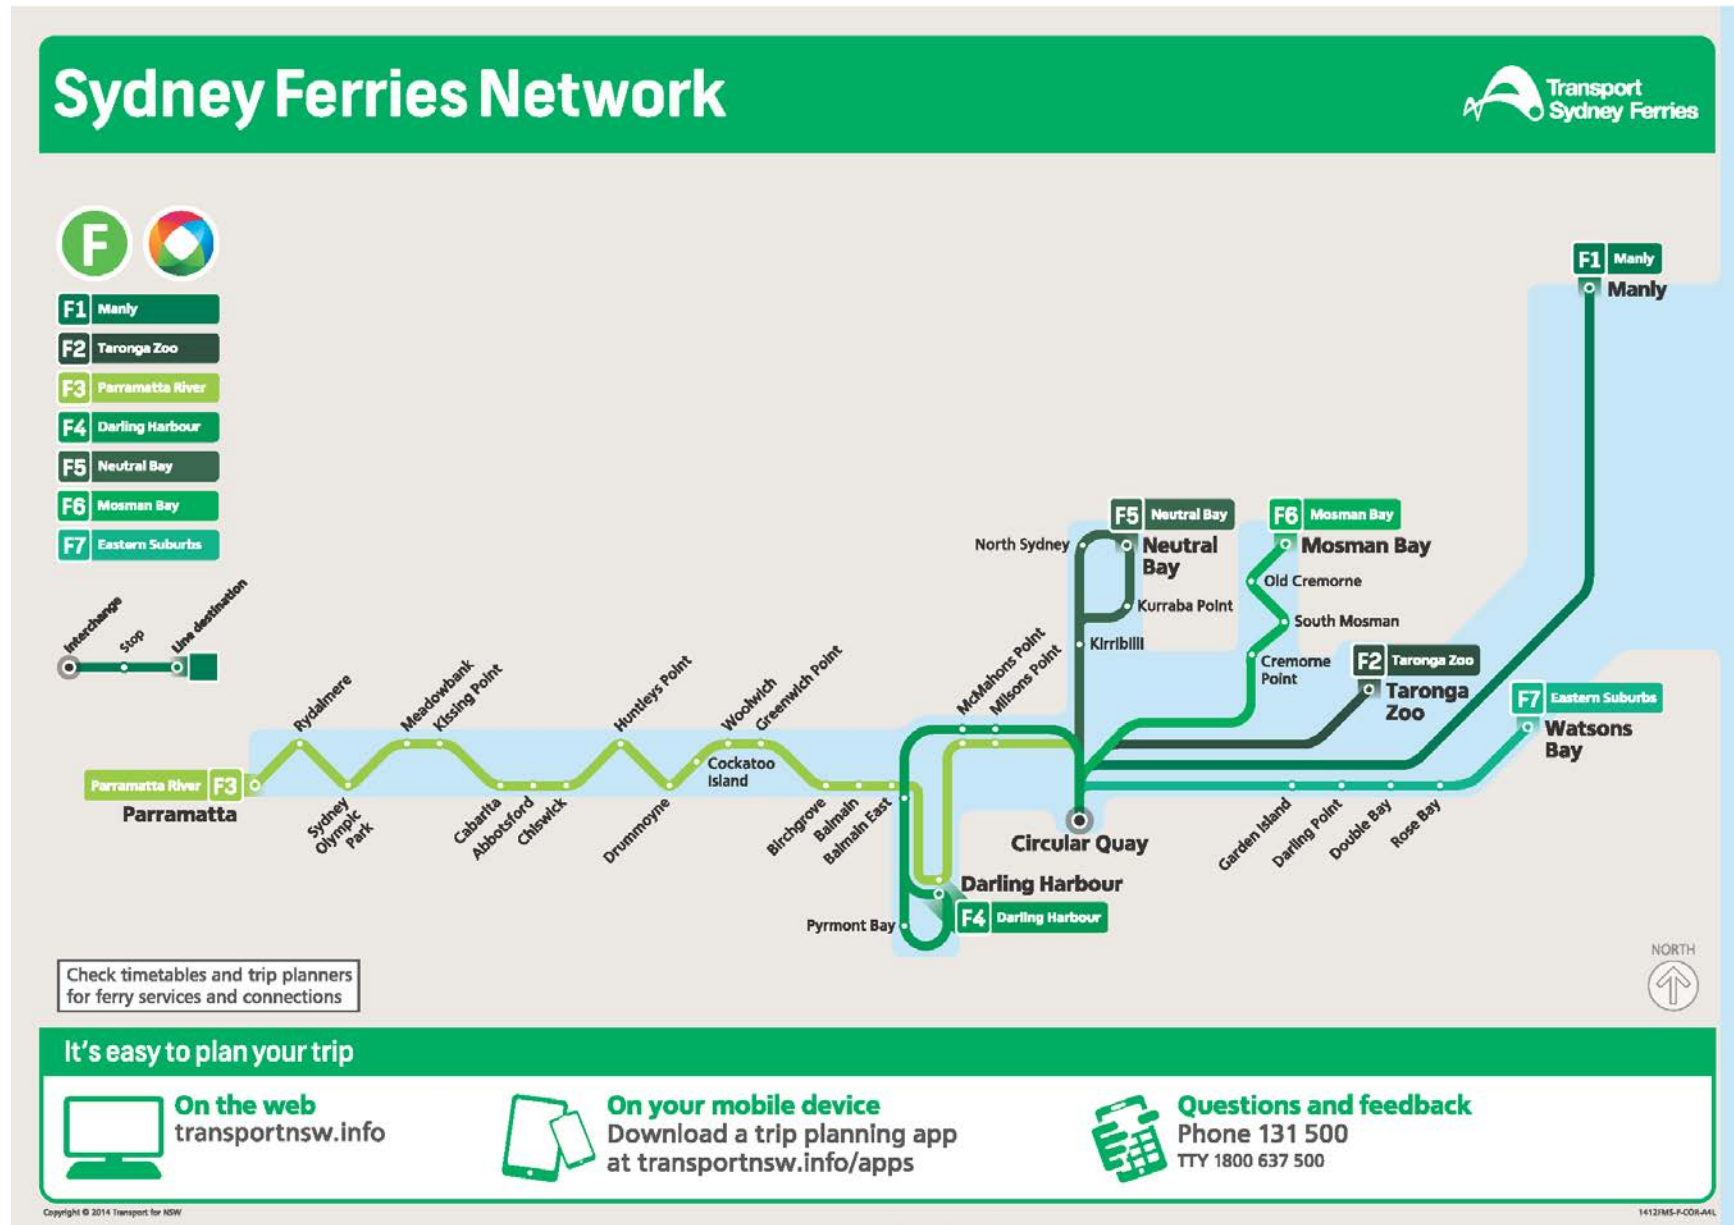 Sydney Ferries Network
Transport
Sydney Ferries
F
F1 Manly
F2 Taronga Zoo
F3 Parramatta River
F4 Darling Harbour
F5 Neutral Bay
F6 Mosman Bay
F7 Eastern Suburbs
Interchange
Stop
Line destination
F1 Manly
Manly
F5 Neutral Bay
North Sydney
Neutral
Bay
Kurraba Point
Kirribilli
F6 Mosman Bay
Mosman Bay
Old Cremorne
South Mosman
Cremorne
Point
F2 Taronga Zoo
Taronga
Zoo
F7 Eastern Suburbs
Watsons
Bay
Parramatta River F3
Parramatta
Rydalmere
Sydney
Olympic
Park
Meadowbank
Kissing Point
Cabarita
Abbotsford
Chiswick
Huntleys Point
Drummoyne
Cockatoo
Island
Woolwich
Greenwich Point
Birchgrove
Balmain
Balmain East
McMahons Point
Milsons Point
Circular Quay
Garden Island
Darling Point
Double Bay
Rose Bay
Darling Harbour
F4 Darling Harbour
Pyrmont Bay
Check timetables and trip planners
for ferry services and connections
NORTH
It's easy to plan your trip
On the web
transportnsw.info
On your mobile device
Download a trip planning app
at transportnsw.info/apps
Questions and feedback
Phone 131 500
TTY 1800 637 500
Copyright © 2014 Transport for NSW
1412FMS-F-COR-A4L